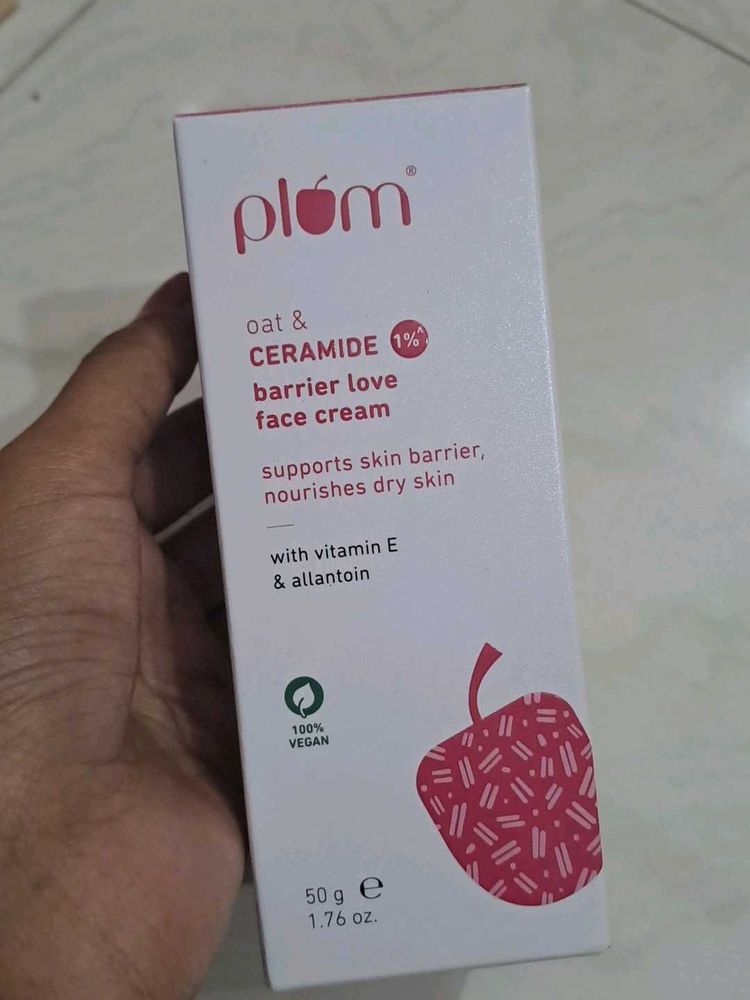 plum®
oat &
CERAMIDE 1%^
barrier love
face cream
supports skin barrier,
nourishes dry skin
with vitamin E
& allantoin
100%
VEGAN
50 g ℮
1.76 oz.